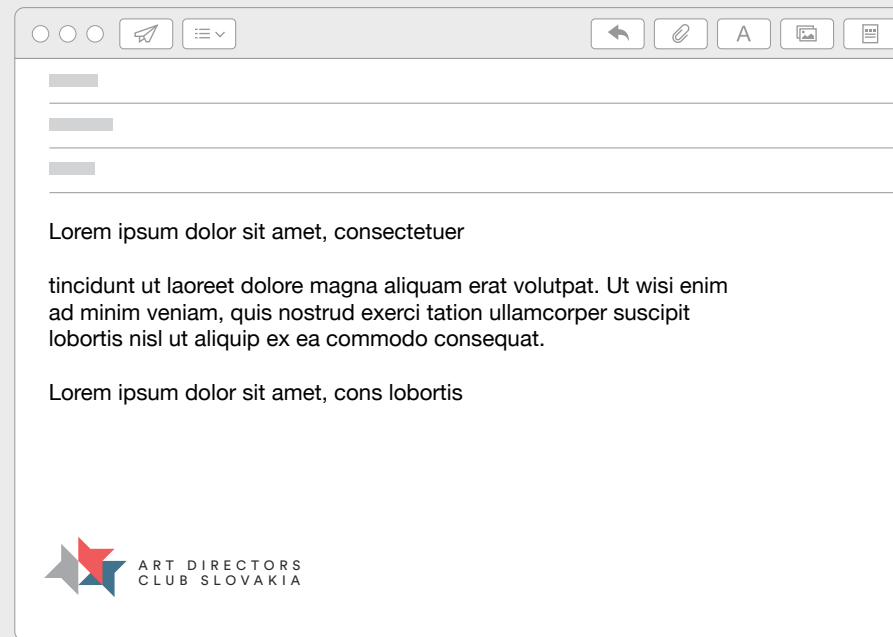 A
Lorem ipsum dolor sit amet, consectetuer
tincidunt ut laoreet dolore magna aliquam erat volutpat. Ut wisi enim
ad minim veniam, quis nostrud exerci tation ullamcorper suscipit
lobortis nisl ut aliquip ex ea commodo consequat.
Lorem ipsum dolor sit amet, cons lobortis
ART DIRECTORS
CLUB SLOVAKIA